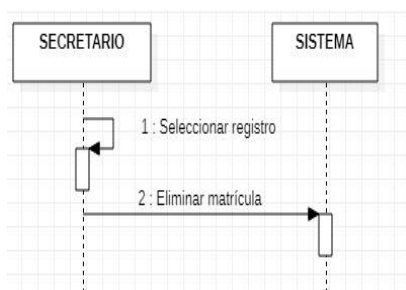 SECRETARIO
SISTEMA
1 : Seleccionar registro
2 : Eliminar matrícula